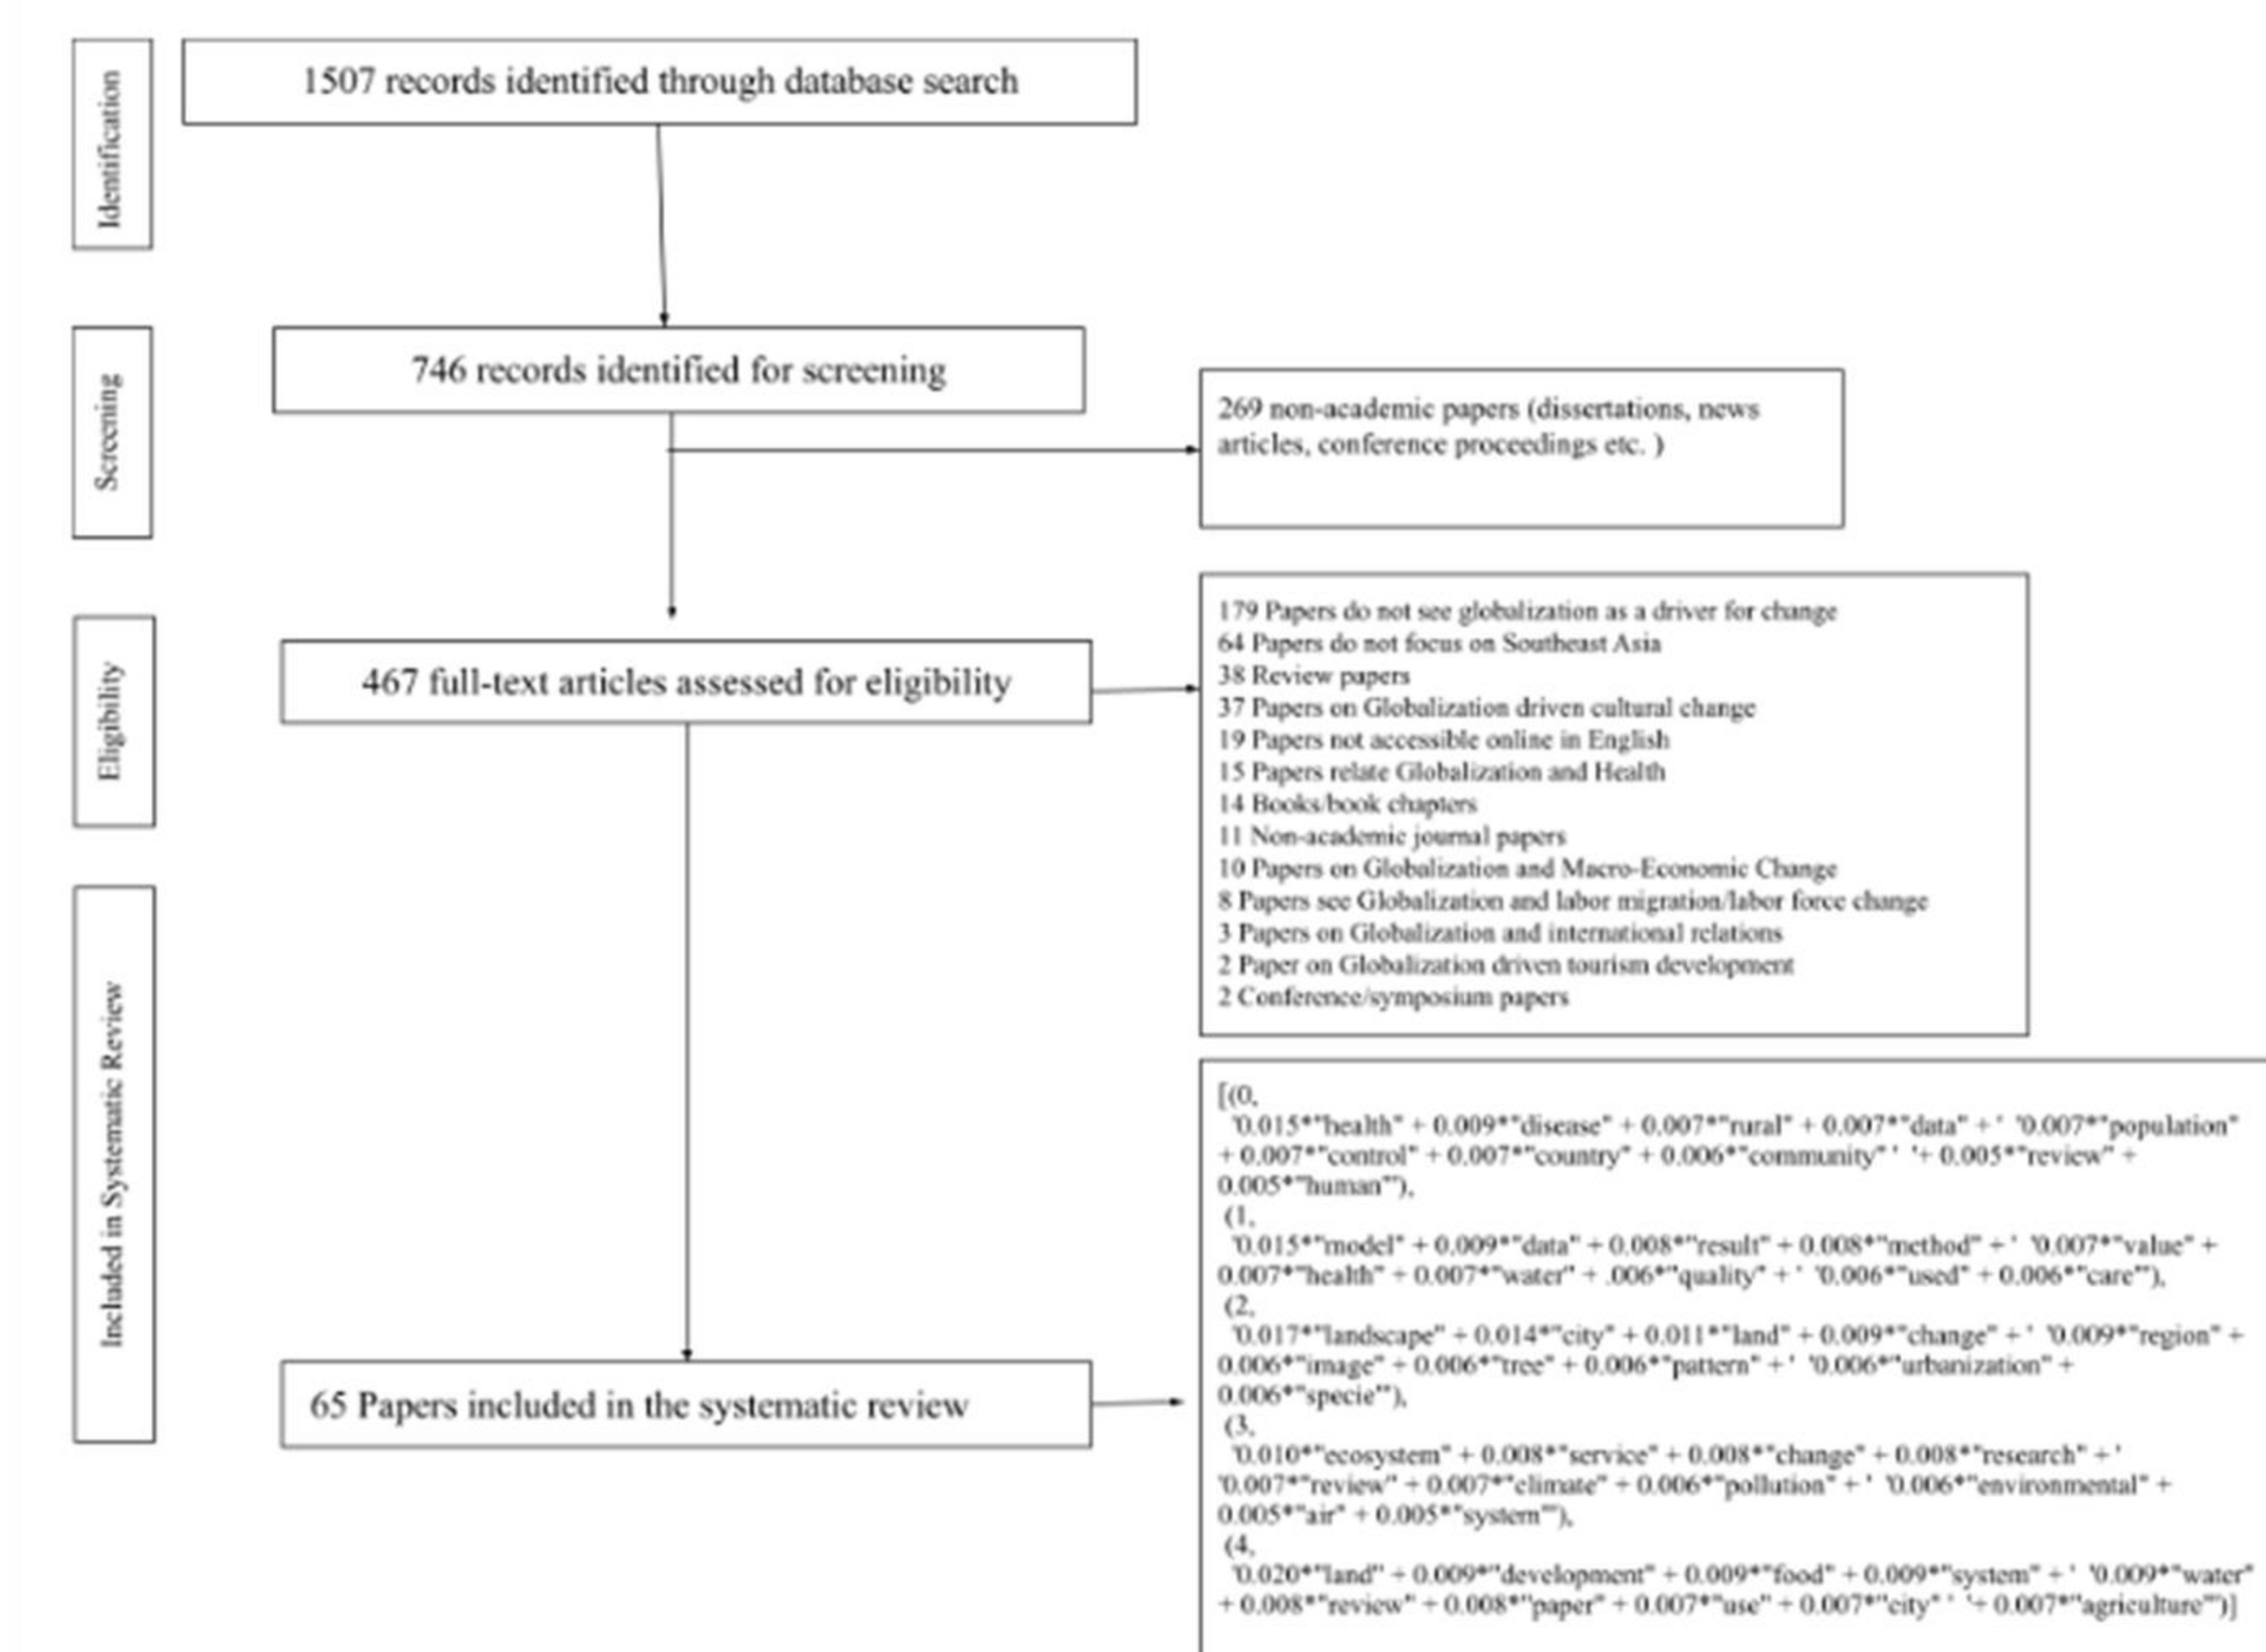 Identification
1507 records identified through database search
Screening
746 records identified for screening
269 non-academic papers (dissertations, news
articles, conference proceedings etc. )
Eligibility
467 full-text articles assessed for eligibility
179 Papers do not see globalization as a driver for change
64 Papers do not focus on Southeast Asia
38 Review papers
37 Papers on Globalization driven cultural change
19 Papers not accessible online in English
15 Papers relate Globalization and Health
14 Books/book chapters
11 Non-academic journal papers
10 Papers on Globalization and Macro-Economic Change
8 Papers see Globalization and labor migration/labor force change
3 Papers on Globalization and international relations
2 Paper on Globalization driven tourism development
2 Conference/symposium papers
Included in Systematic Review
65 Papers included in the systematic review
[(0,
'0.015*"health" + 0.009*"disease" + 0.007*"rural" + 0.007*"data" + ' '0.007*"population"
+ 0.007*"control" + 0.007*"country" + 0.006*"community" ' '+ 0.005*"review" +
0.005*"human"'),
(1,
'0.015*"model" + 0.009*"data" + 0.008*"result" + 0.008*"method" + ' '0.007*"value" +
0.007*"health" + 0.007*"water" + .006*"quality" + ' '0.006*"used" + 0.006*"care"'),
(2,
'0.017*"landscape" + 0.014*"city" + 0.011*"land" + 0.009*"change" + ' '0.009*"region" +
0.006*"image" + 0.006*"tree" + 0.006*"pattern" + ' '0.006*"urbanization" +
0.006*"specie"'),
(3,
'0.010*"ecosystem" + 0.008*"service" + 0.008*"change" + 0.008*"research" + '
'0.007*"review" + 0.007*"climate" + 0.006*"pollution" + ' '0.006*"environmental" +
0.005*"air" + 0.005*"system"'),
(4,
'0.020*"land" + 0.009*"development" + 0.009*"food" + 0.009*"system" + ' '0.009*"water"
+ 0.008*"review" + 0.008*"paper" + 0.007*"use" + 0.007*"city" ' '+ 0.007*"agriculture"')]